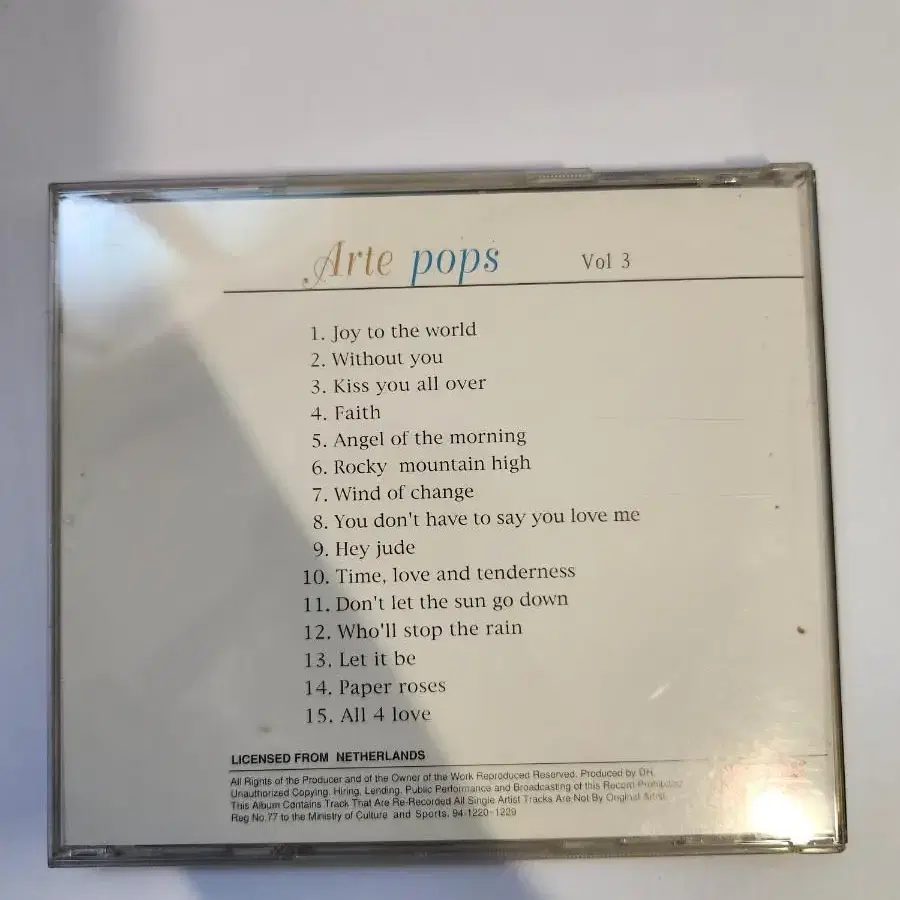 Arte pops Vol 3
1. Joy to the world
2. Without you
3. Kiss you all over
4. Faith
5. Angel of the morning
6. Rocky mountain high
7. Wind of change
8. You don't have to say you love me
9. Hey jude
10. Time, love and tenderness
11. Don't let the sun go down
12. Who'll stop the rain
13. Let it be
14. Paper roses
15. All 4 love
LICENSED FROM NETHERLANDS
All Rights of the Producer and of the Owner of the Work Reproduced Reserved. Produced by DH.
Unauthorized Copying, Hiring, Lending, Public Performance and Broadcasting of this Record Prohibited
This Album Contains Track That Are Re-Recorded All Single Artist Tracks Are Not By Original Artist.
Reg No.77 to the Ministry of Culture and Sports. 94-1220~1229